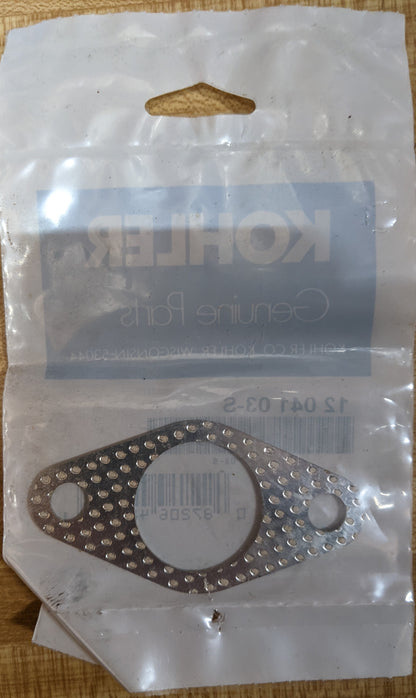 KOHLER
Genuine Parts
KOHLER CO. KOHLER, WISCONSIN 53044
12 041 03-S